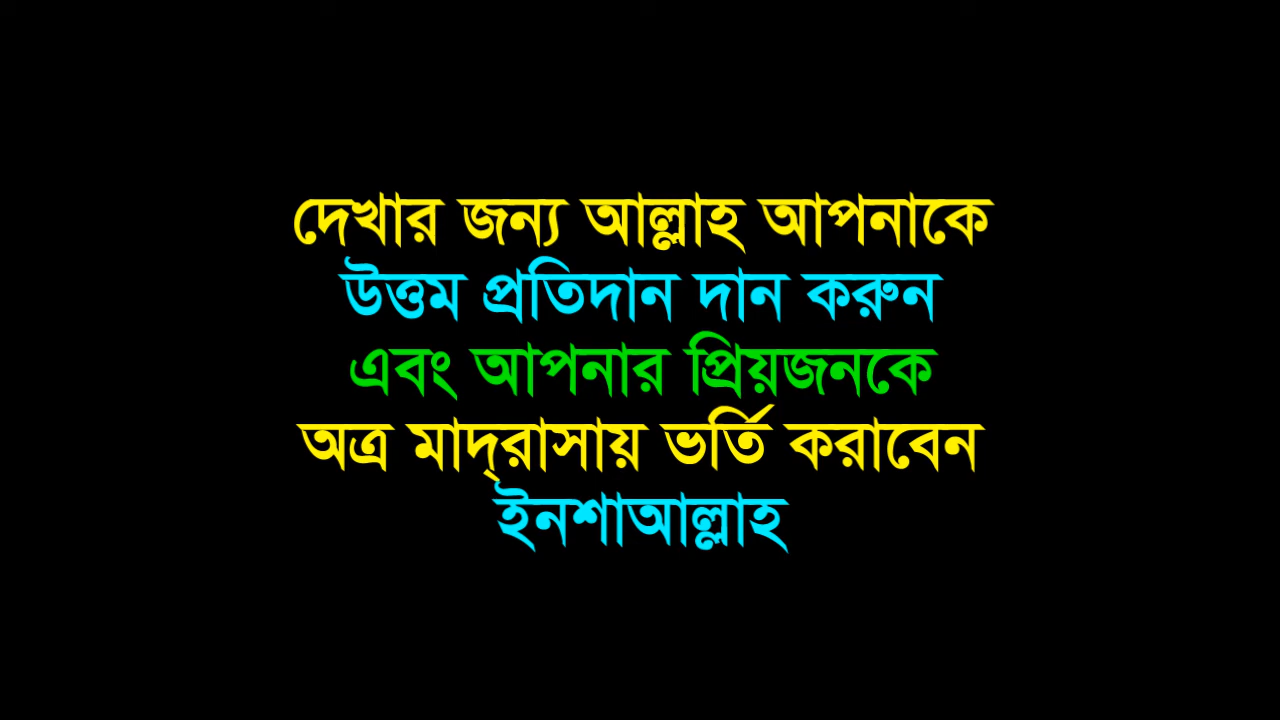 দেখার জন্য আল্লাহ আপনাকে
উত্তম প্রতিদান দান করুন
এবং আপনার প্রিয়জনকে
অত্র মাদ্‌রাসায় ভর্তি করাবেন
ইনশাআল্লাহ